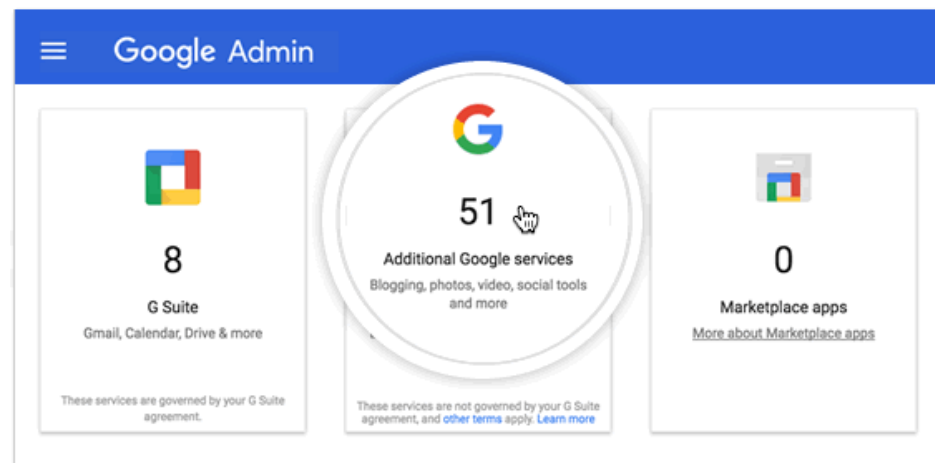 Google Admin
8
G Suite
Gmail, Calendar, Drive & more
These services are governed by your G Suite
agreement.
51
Additional Google services
Blogging, photos, video, social tools
and more
These services are not governed by your G Suite
agreement, and other terms apply. Learn more
0
Marketplace apps
More about Marketplace apps